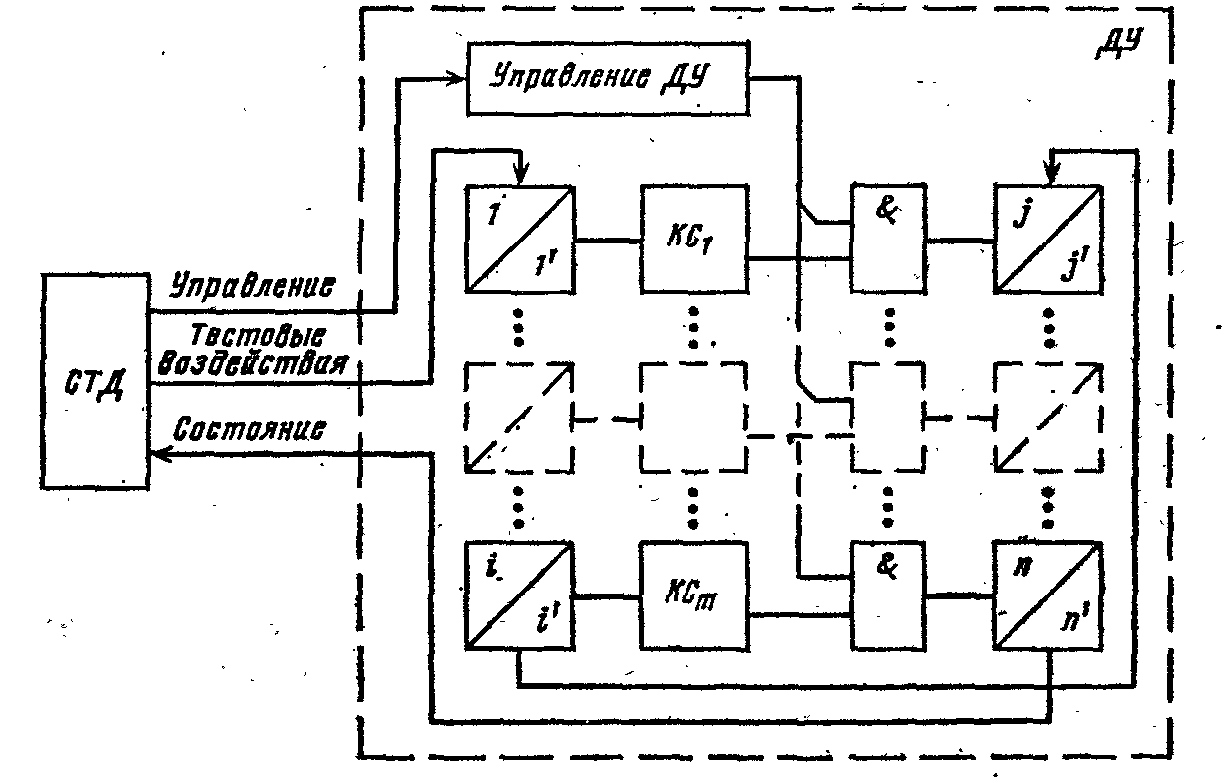 ДУ
Управление ДУ
1
1'
КС₁
&
j
j'
Управление
Тестовые
воздействия
СТД
Состояние
i
i'
КСₘ
&
n
n'